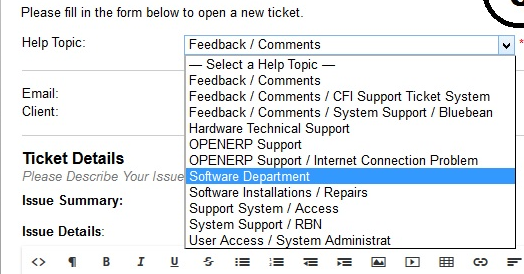 Please fill in the form below to open a new ticket.
Help Topic:
Feedback / Comments
*
— Select a Help Topic —
Feedback / Comments
Feedback / Comments / CFI Support Ticket System
Feedback / Comments / System Support / Bluebean
Hardware Technical Support
OPENERP Support
OPENERP Support / Internet Connection Problem
Software Department
Software Installations / Repairs
Support System / Access
System Support / RBN
User Access / System Administrat
Email:
Client:
Ticket Details
Please Describe Your Issue
Issue Summary:
Issue Details:
<> ¶ B I U S